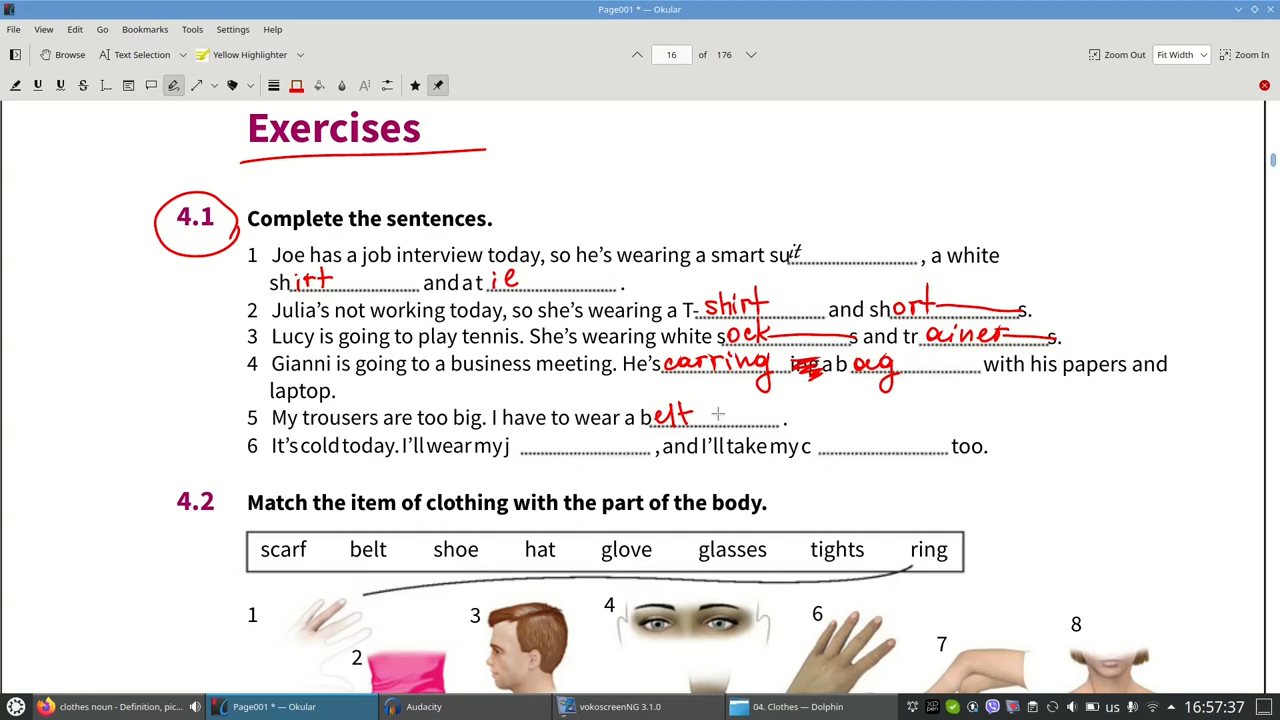 Page001 * — Okular
File View Edit Go Bookmarks Tools Settings Help
Browse Text Selection Yellow Highlighter 16 of 176 Zoom Out Fit Width Zoom In
Exercises
4.1 Complete the sentences.
1 Joe has a job interview today, so he's wearing a smart suit, a white
shirt and a tie.
2 Julia's not working today, so she's wearing a T-shirt and shorts.
3 Lucy is going to play tennis. She's wearing white socks and trainers.
4 Gianni is going to a business meeting. He's carring a bag with his papers and
laptop.
5 My trousers are too big. I have to wear a belt.
6 It's cold today. I'll wear my j, and I'll take my c too.
4.2 Match the item of clothing with the part of the body.
scarf belt shoe hat glove glasses tights ring
1 2 3 4 6 7 8
clothes noun - Definition, pic... Page001 * — Okular Audacity vokoscreenNG 3.1.0 04. Clothes — Dolphin us 16:57:37